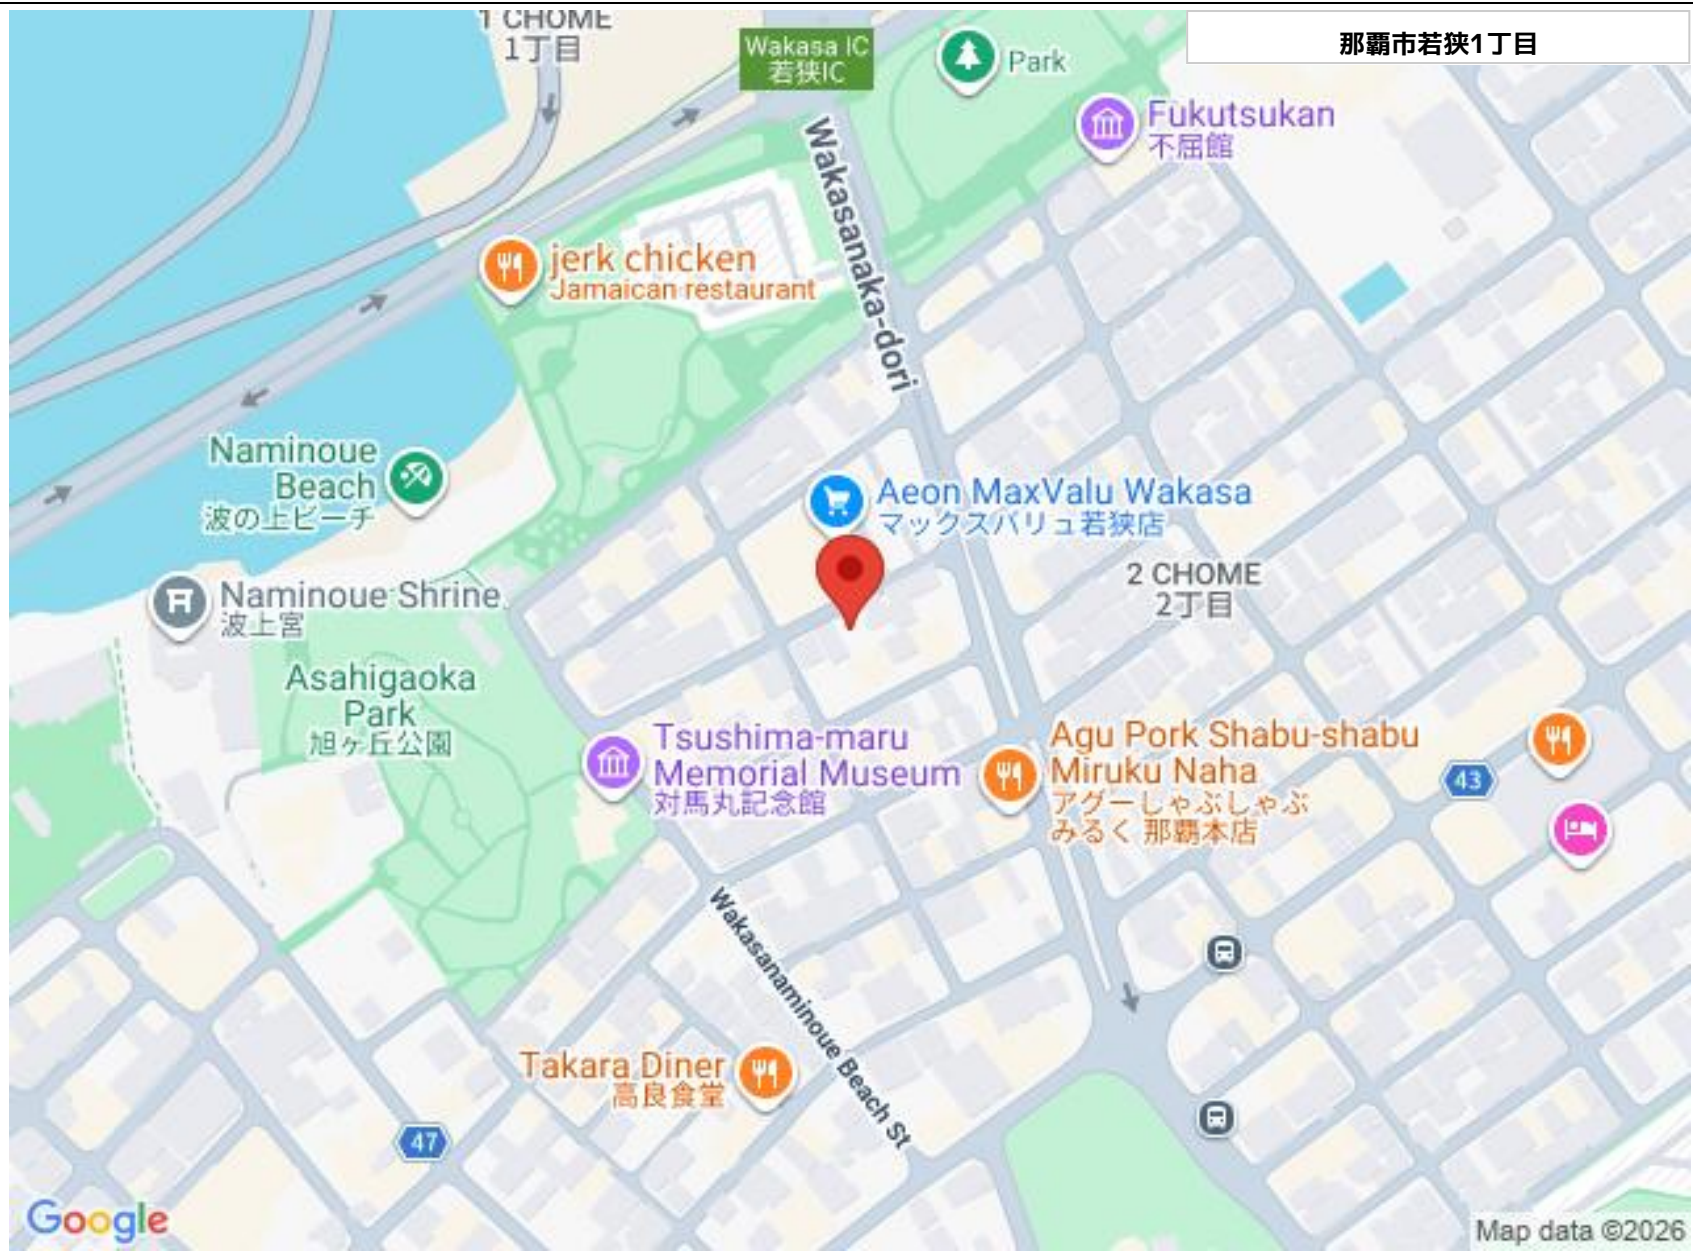 1 CHOME
1丁目
Wakasa IC
若狭IC
Park
那覇市若狭1丁目
Fukutsukan
不屈館
Wakasanaka-dori
jerk chicken
Jamaican restaurant
Naminoue
Beach
波の上ビーチ
Aeon MaxValu Wakasa
マックスバリュ若狭店
2 CHOME
2丁目
Naminoue Shrine
波上宮
Asahigaoka
Park
旭ヶ丘公園
Tsushima-maru
Memorial Museum
対馬丸記念館
Agu Pork Shabu-shabu
Miruku Naha
アグーしゃぶしゃぶ
みるく 那覇本店
43
Wakasanaminoue Beach St
Takara Diner
高良食堂
47
Google
Map data ©2026